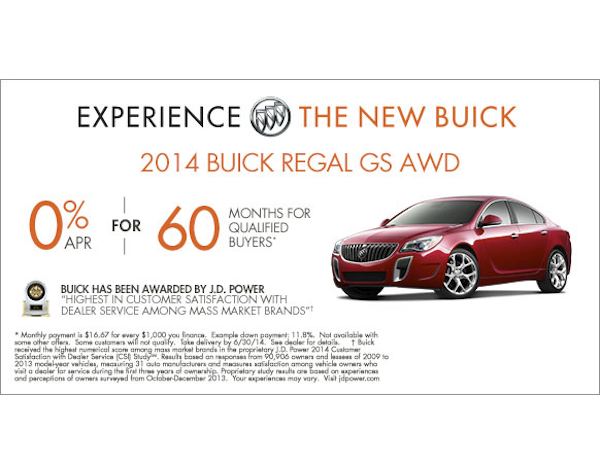 EXPERIENCE THE NEW BUICK
2014 BUICK REGAL GS AWD
0% APR FOR 60 MONTHS FOR QUALIFIED BUYERS*
BUICK HAS BEEN AWARDED BY J.D. POWER
"HIGHEST IN CUSTOMER SATISFACTION WITH
DEALER SERVICE AMONG MASS MARKET BRANDS"†
* Monthly payment is $16.67 for every $1,000 you finance. Example down payment: 11.8%. Not available with
some other offers. Some customers will not qualify. Take delivery by 6/30/14. See dealer for details. † Buick
received the highest numerical score among mass market brands in the proprietary J.D. Power 2014 Customer
Satisfaction with Dealer Service (CSI) Study℠. Results based on responses from 90,906 owners and lessees of 2009 to
2013 model-year vehicles, measuring 31 auto manufacturers and measures satisfaction among vehicle owners who
visit a dealer for service during the first three years of ownership. Proprietary study results are based on experiences
and perceptions of owners surveyed from October-December 2013. Your experiences may vary. Visit jdpower.com